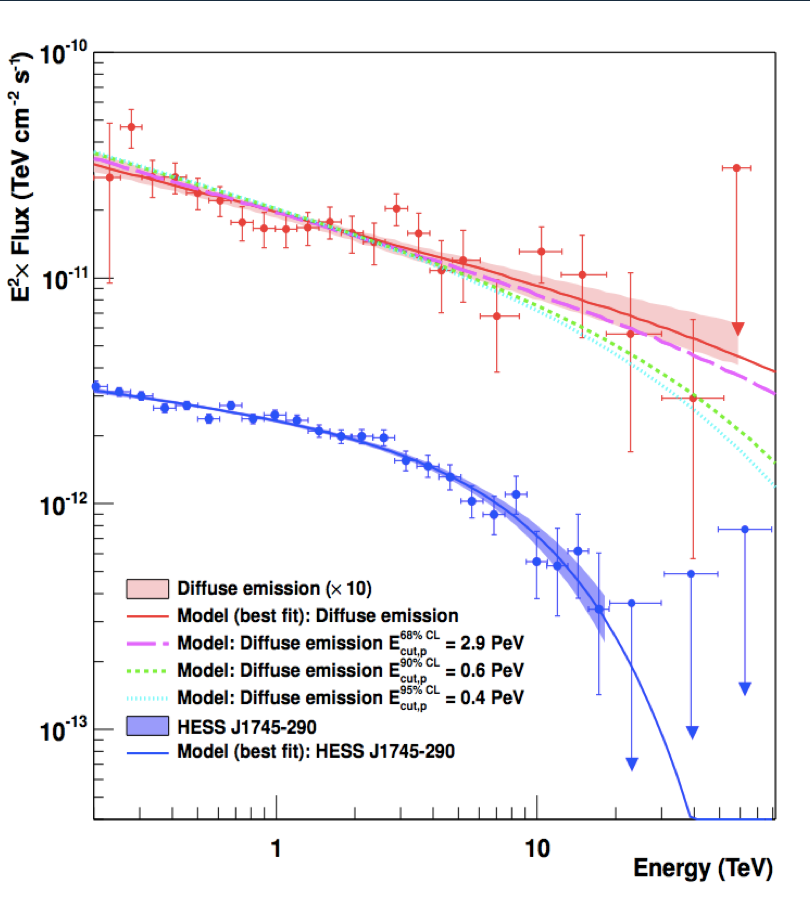 10⁻¹⁰
10⁻¹¹
10⁻¹²
10⁻¹³
E²× Flux (TeV cm⁻² s⁻¹)
Diffuse emission (× 10)
Model (best fit): Diffuse emission
Model: Diffuse emission E^68% CL_cut,p = 2.9 PeV
Model: Diffuse emission E^90% CL_cut,p = 0.6 PeV
Model: Diffuse emission E^95% CL_cut,p = 0.4 PeV
HESS J1745-290
Model (best fit): HESS J1745-290
1 10
Energy (TeV)